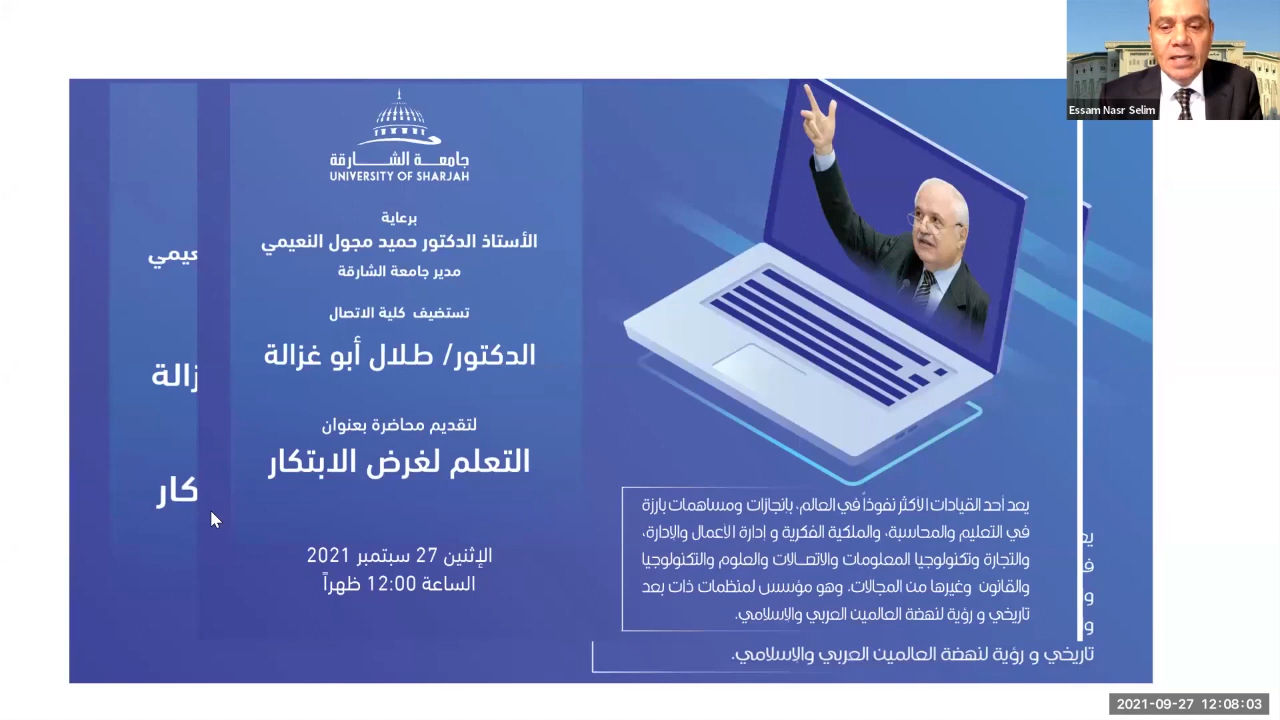 Essam Nasr Selim
جامعة الشارقة
UNIVERSITY OF SHARJAH
برعاية
الأستاذ الدكتور حميد مجول النعيمي
مدير جامعة الشارقة
تستضيف كلية الاتصال
الدكتور/ طلال أبو غزالة
لتقديم محاضرة بعنوان
التعلم لغرض الابتكار
الإثنين 27 سبتمبر 2021
الساعة 12:00 ظهراً
يعد أحد القيادات الأكثر نفوذاً في العالم، بإنجازات ومساهمات بارزة
في التعليم والمحاسبة، والملكية الفكرية و إدارة الأعمال والإدارة،
والتجارة وتكنولوجيا المعلومات والاتصالات والعلوم والتكنولوجيا
والقانون وغيرها من المجالات. وهو مؤسس لمنظمات ذات بعد
تاريخي و رؤية لنهضة العالمين العربي والإسلامي.
تاريخي و رؤية لنهضة العالمين العربي والإسلامي.
2021-09-27 12:08:03